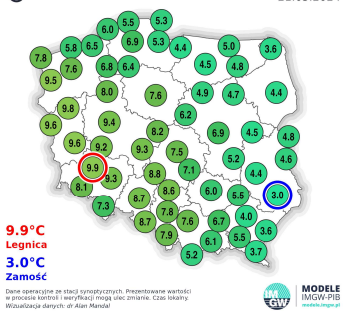 5.3
5.5
6.0
6.9 5.3
5.8 6.5 4.4 5.0 3.6
7.8
7.6 6.8 6.4 4.5 4.8
9.5
8.0 7.6 4.9 4.7 4.4
9.8
6.2
9.6 9.4
8.2 6.9 4.5 4.8
9.6 9.2 9.3 7.5
5.2 4.6
9.9 7.1
8.8 4.4
9.3
8.1 8.6 6.0 5.5 3.0
8.7
7.3
7.8 4.0
8.7 7.6 6.7
7.9 3.6
6.1 5.5
5.2 3.7
9.9°C
Legnica
3.0°C
Zamość
Dane operacyjne ze stacji synoptycznych. Prezentowane wartości
w procesie kontroli i weryfikacji mogą ulec zmianie. Czas lokalny.
Wizualizacja danych: dr Alan Mandal
IM
GW
MODELE
IMGW-PIB
modele.imgw.pl